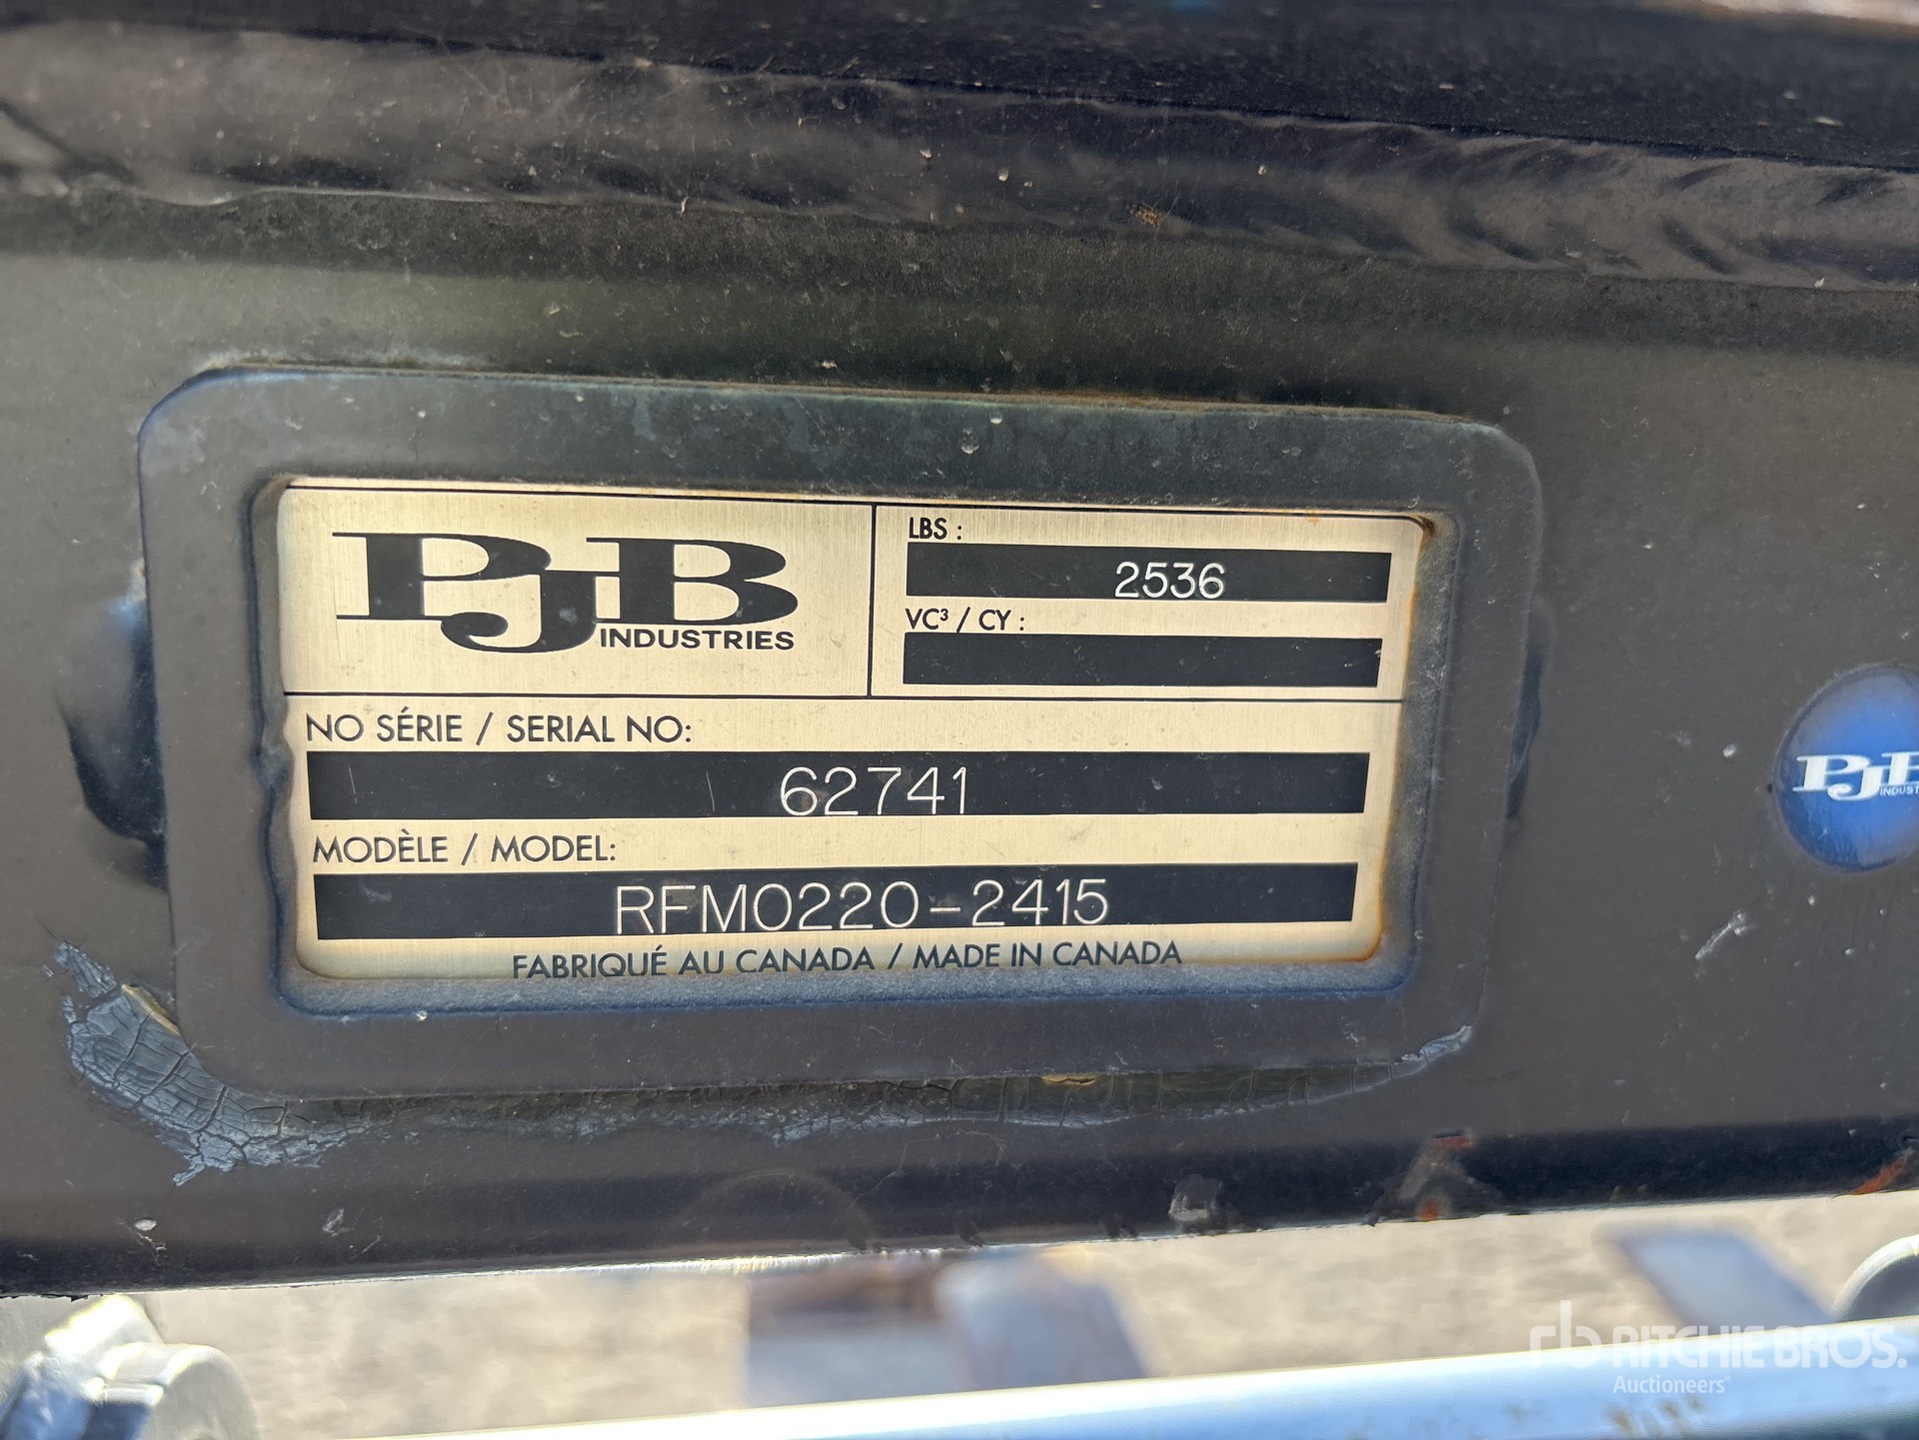 PJB
INDUSTRIES
LBS :
2536
VC³ / CY :
NO SÉRIE / SERIAL NO:
62741
MODÈLE / MODEL:
RFM0220-2415
FABRIQUÉ AU CANADA / MADE IN CANADA
PJB
rb RITCHIE BROS.
Auctioneers